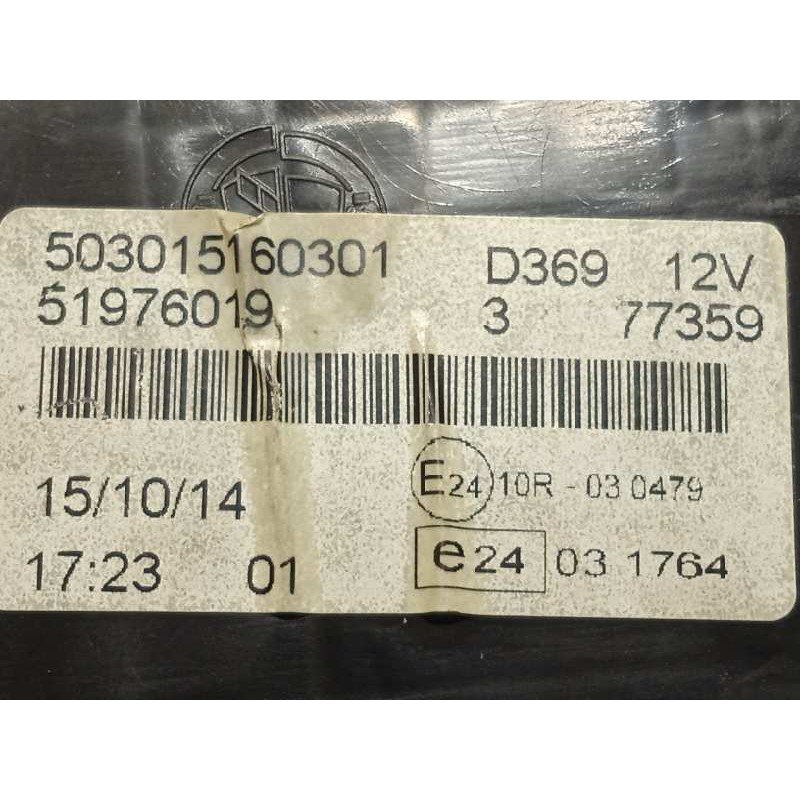 503015160301 D369 12V
51976019 3 77359
15/10/14 E24 10R - 03 0479
17:23 01 e24 03 1764